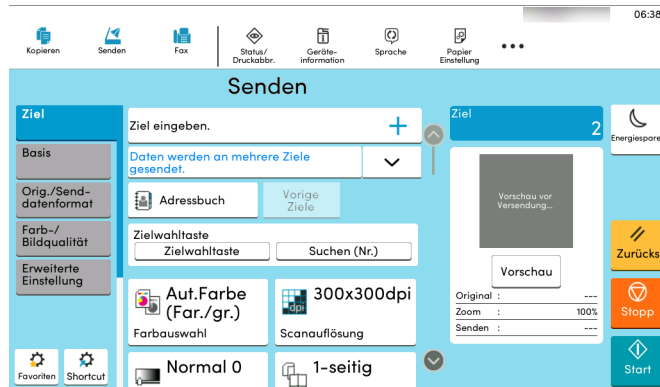 06:38
Kopieren
Senden
Fax
Status/
Druckabbr.
Geräte-
information
Sprache
Papier
Einstellung
Senden
Ziel
Basis
Orig./Send-
datenformat
Farb-/
Bildqualität
Erweiterte
Einstellung
Favoriten
Shortcut
Ziel eingeben.
Daten werden an mehrere Ziele
gesendet.
Adressbuch
Vorige
Ziele
Zielwahltaste
Zielwahltaste
Suchen (Nr.)
Aut.Farbe
(Far./gr.)
Farbauswahl
dpi
300x300dpi
Scanauflösung
Normal 0
1-seitig
Ziel
2
Vorschau vor
Versendung...
Vorschau
Original : ---
Zoom : 100%
Senden : ---
Energiespare
Zurücks
Stopp
Start